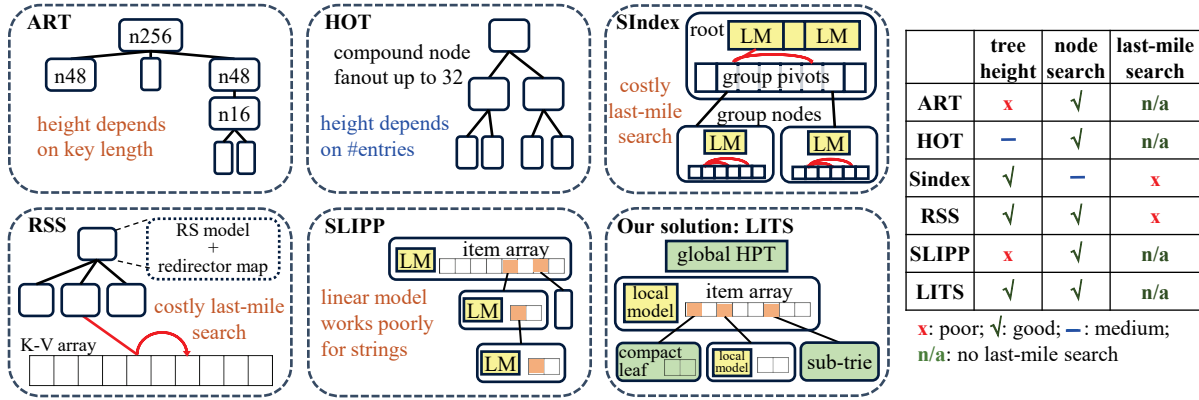 ART
n256
n48
n48
n16
height depends
on key length
HOT
compound node
fanout up to 32
height depends
on #entries
SIndex
root
LM
LM
group pivots
costly
last-mile
search
group nodes
LM
LM
RSS
RS model
+
redirector map
costly last-mile
search
K-V array
SLIPP
item array
LM
LM
LM
linear model
works poorly
for strings
Our solution: LITS
global HPT
local
model
item array
compact
leaf
local
model
sub-trie
tree height node search last-mile search
ART x √ n/a
HOT – √ n/a
Sindex √ – x
RSS √ √ x
SLIPP x √ n/a
LITS √ √ n/a
x: poor; √: good; –: medium;
n/a: no last-mile search